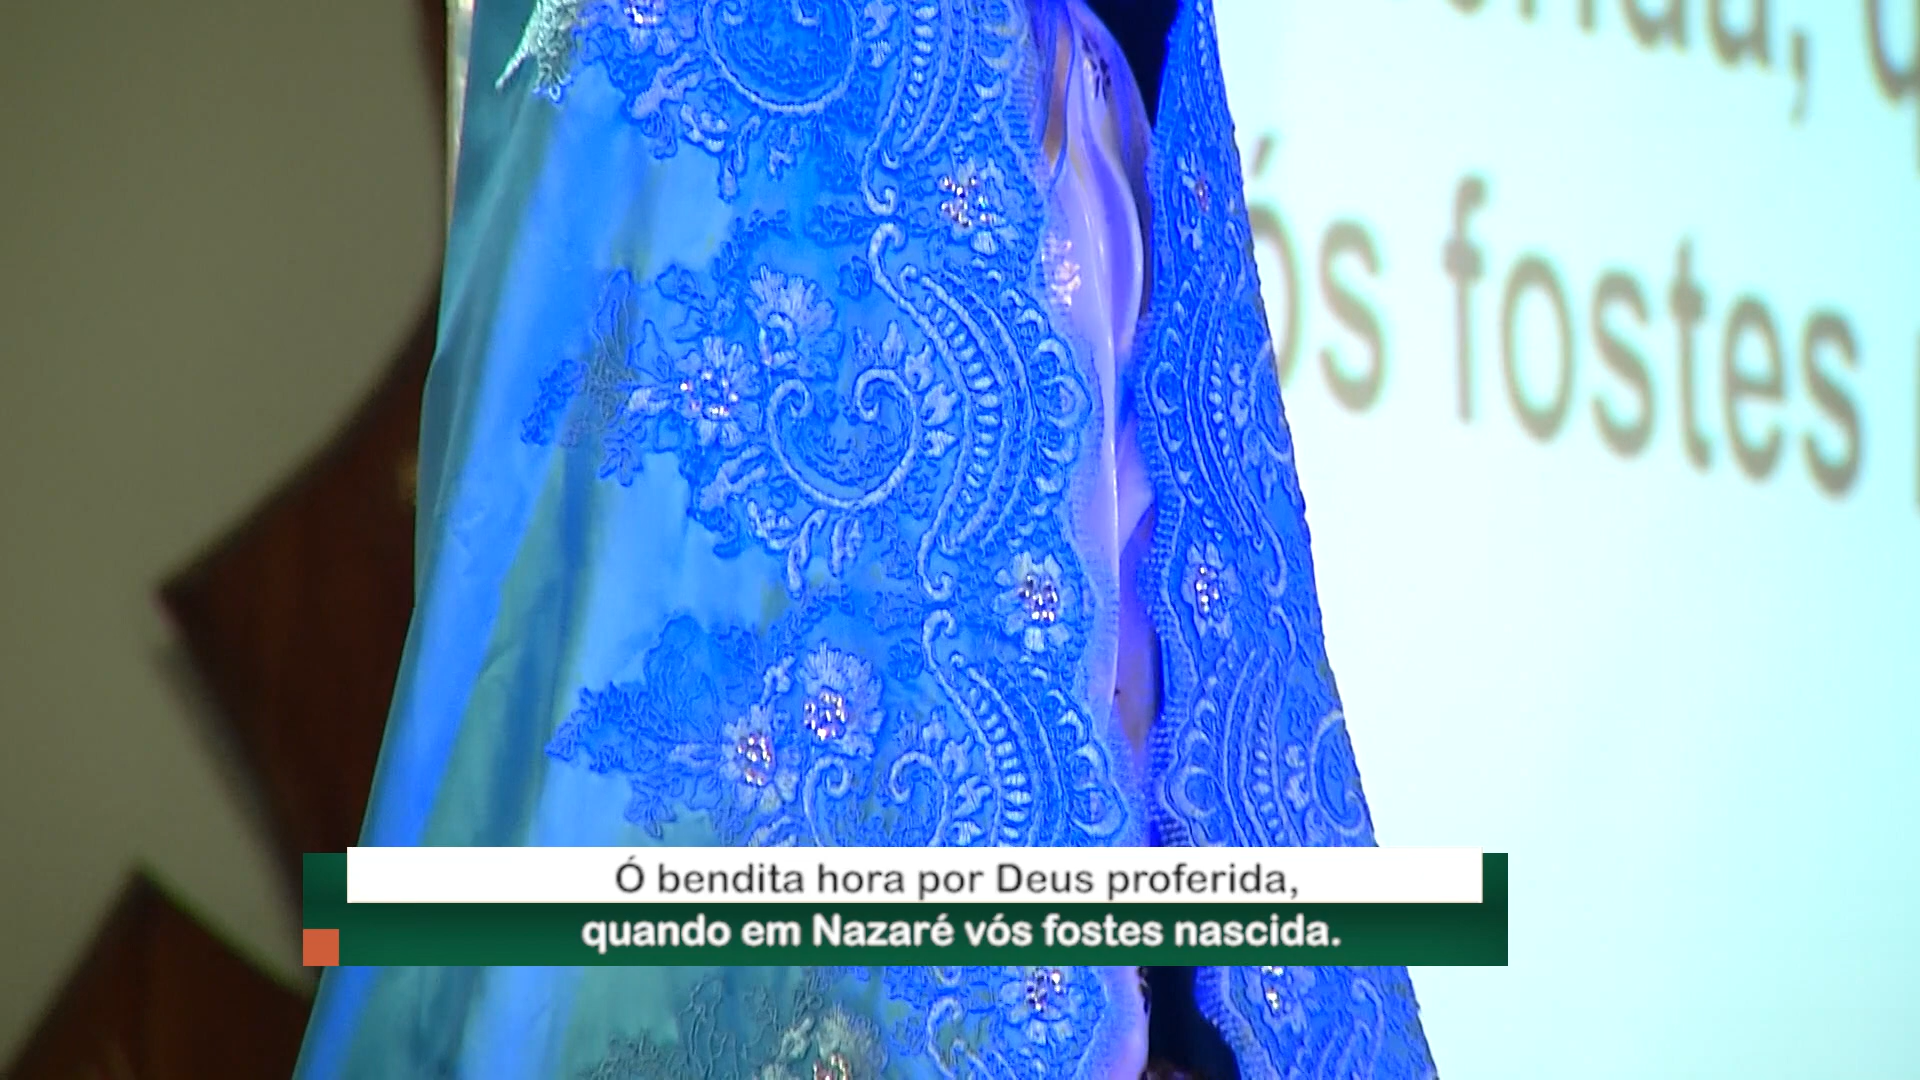 ós fostes
Ó bendita hora por Deus proferida,
quando em Nazaré vós fostes nascida.